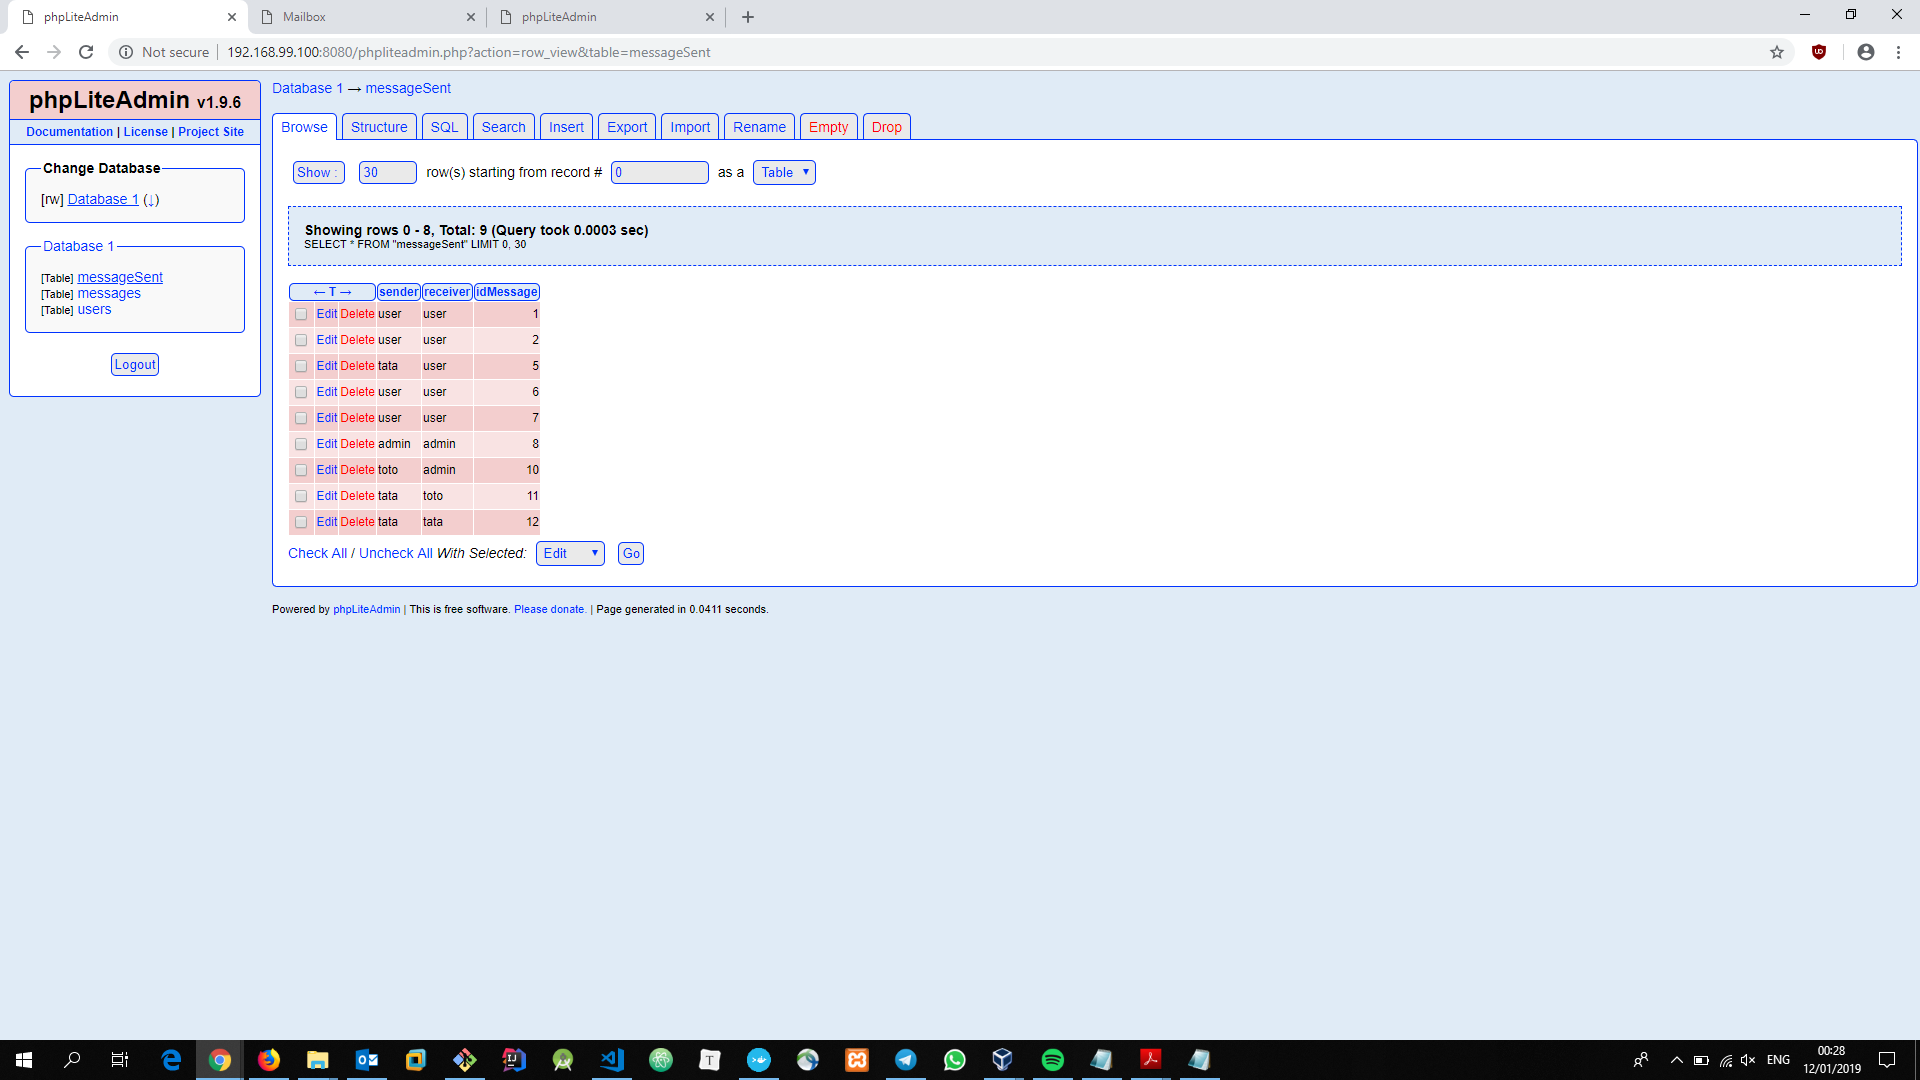 phpLiteAdmin
Mailbox
phpLiteAdmin
Not secure
192.168.99.100:8080/phpliteadmin.php?action=row_view&table=messageSent
phpLiteAdmin v1.9.6
Documentation | License | Project Site
Change Database
[rw] Database 1 (↓)
Database 1
[Table] messageSent
[Table] messages
[Table] users
Logout
Database 1 → messageSent
Browse Structure SQL Search Insert Export Import Rename Empty Drop
Show : 30 row(s) starting from record # 0 as a Table
Showing rows 0 - 8, Total: 9 (Query took 0.0003 sec)
SELECT * FROM "messageSent" LIMIT 0, 30
← T → sender receiver idMessage
Edit Delete user user 1
Edit Delete user user 2
Edit Delete tata user 5
Edit Delete user user 6
Edit Delete user user 7
Edit Delete admin admin 8
Edit Delete toto admin 10
Edit Delete tata toto 11
Edit Delete tata tata 12
Check All / Uncheck All With Selected: Edit Go
Powered by phpLiteAdmin | This is free software. Please donate. | Page generated in 0.0411 seconds.
ENG
00:28
12/01/2019